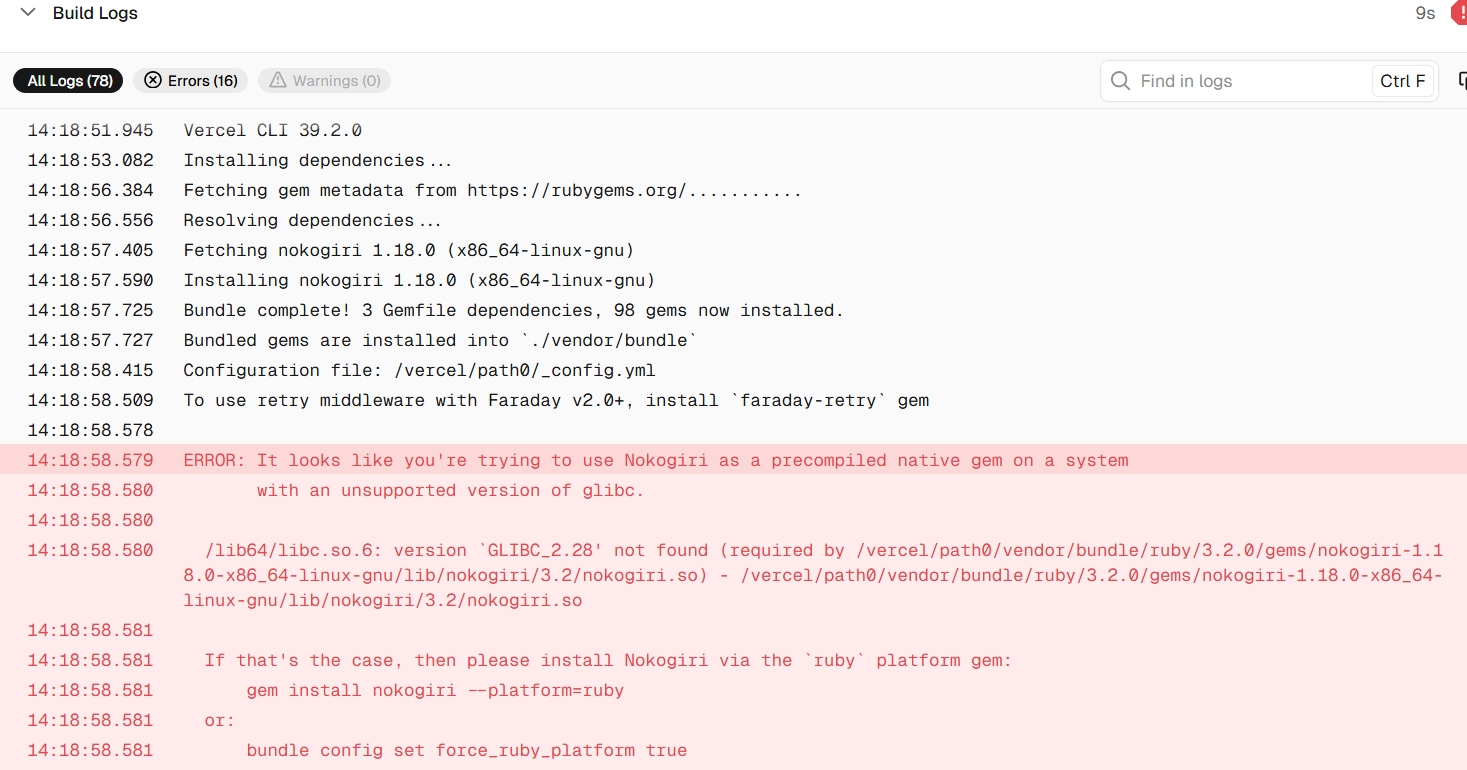 Build Logs
9s
All Logs (78)
Errors (16)
Warnings (0)
Find in logs
Ctrl F
14:18:51.945 Vercel CLI 39.2.0
14:18:53.082 Installing dependencies...
14:18:56.384 Fetching gem metadata from https://rubygems.org/...........
14:18:56.556 Resolving dependencies...
14:18:57.405 Fetching nokogiri 1.18.0 (x86_64-linux-gnu)
14:18:57.590 Installing nokogiri 1.18.0 (x86_64-linux-gnu)
14:18:57.725 Bundle complete! 3 Gemfile dependencies, 98 gems now installed.
14:18:57.727 Bundled gems are installed into `./vendor/bundle`
14:18:58.415 Configuration file: /vercel/path0/_config.yml
14:18:58.509 To use retry middleware with Faraday v2.0+, install `faraday-retry` gem
14:18:58.578
14:18:58.579 ERROR: It looks like you're trying to use Nokogiri as a precompiled native gem on a system
14:18:58.580 with an unsupported version of glibc.
14:18:58.580
14:18:58.580 /lib64/libc.so.6: version `GLIBC_2.28' not found (required by /vercel/path0/vendor/bundle/ruby/3.2.0/gems/nokogiri-1.1
8.0-x86_64-linux-gnu/lib/nokogiri/3.2/nokogiri.so) - /vercel/path0/vendor/bundle/ruby/3.2.0/gems/nokogiri-1.18.0-x86_64-
linux-gnu/lib/nokogiri/3.2/nokogiri.so
14:18:58.581
14:18:58.581 If that's the case, then please install Nokogiri via the `ruby` platform gem:
14:18:58.581 gem install nokogiri --platform=ruby
14:18:58.581 or:
14:18:58.581 bundle config set force_ruby_platform true